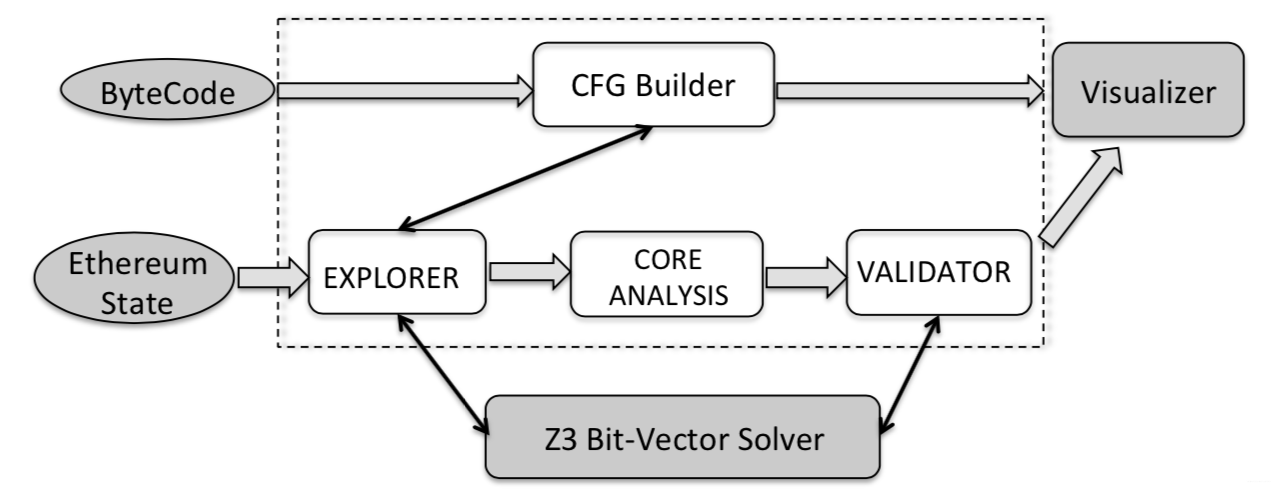 ByteCode
CFG Builder
Visualizer
Ethereum
State
EXPLORER
CORE
ANALYSIS
VALIDATOR
Z3 Bit-Vector Solver